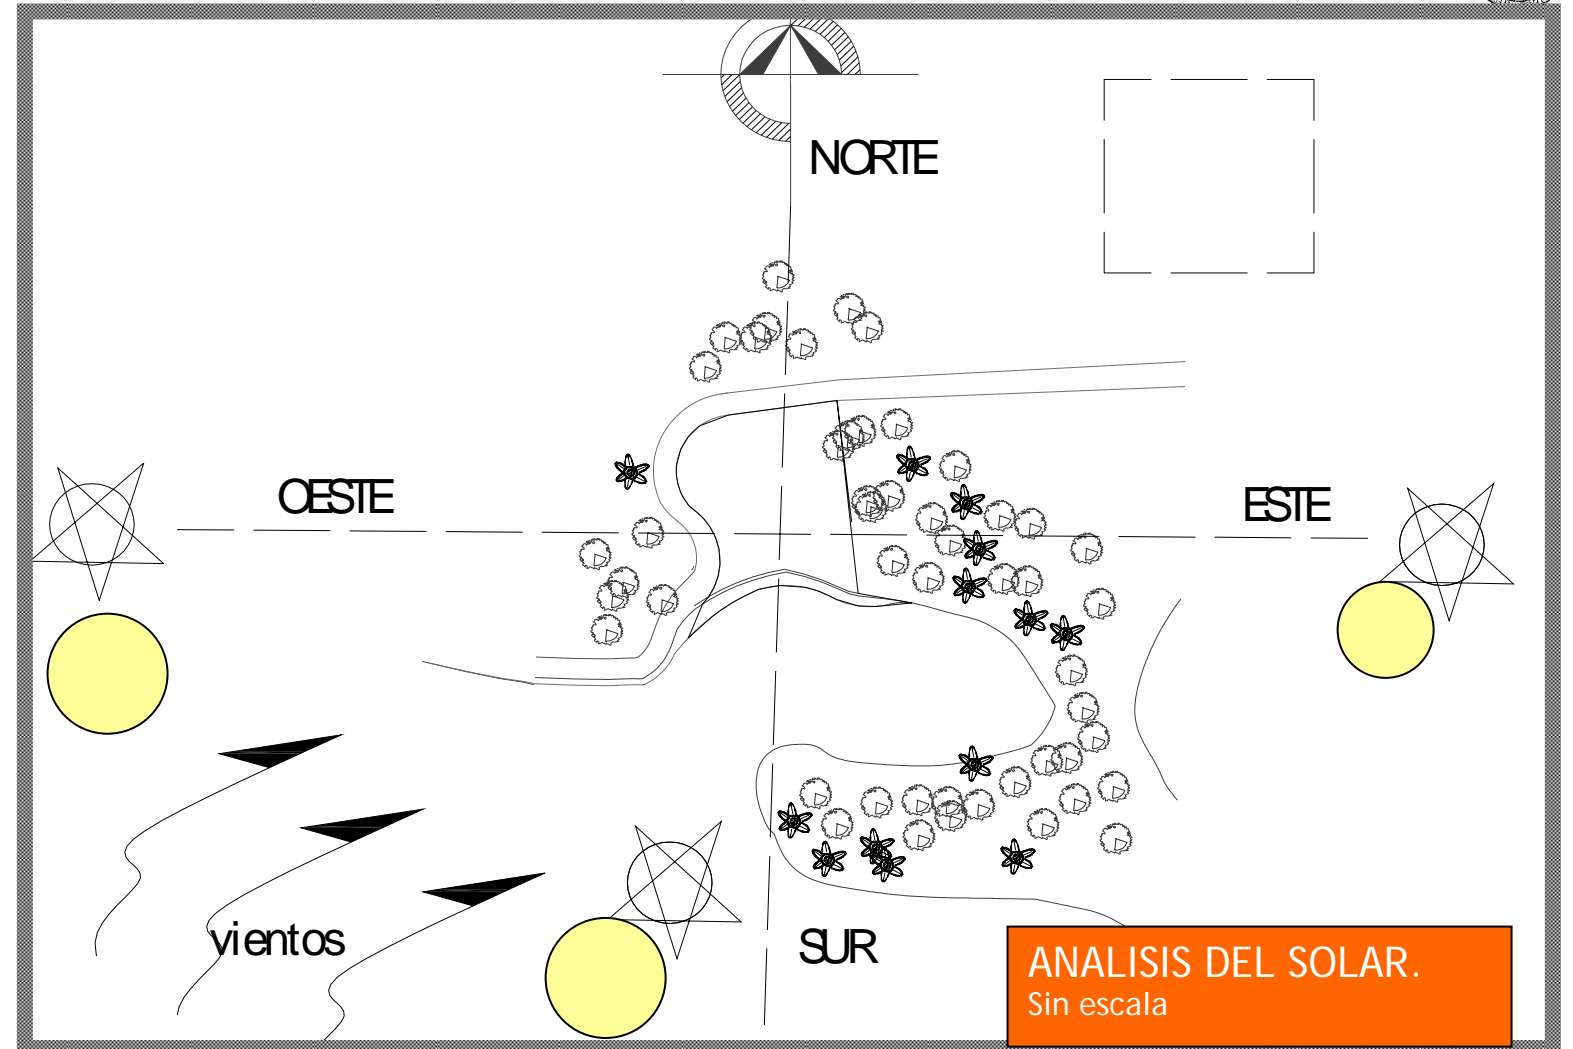 NORTE
OESTE
ESTE
vientos
SUR
ANALISIS DEL SOLAR.
Sin escala